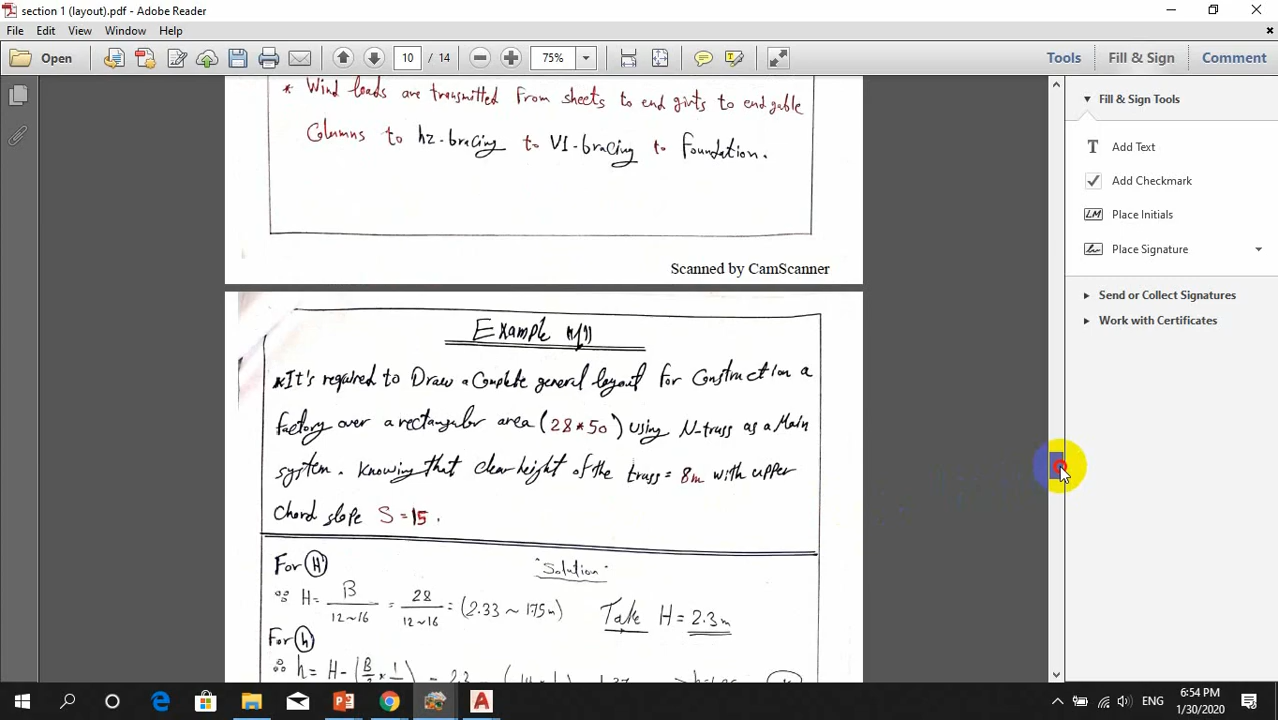 section 1 (layout).pdf - Adobe Reader
File Edit View Window Help
Open 10 / 14 75% Tools Fill & Sign Comment
* Wind loads are transmitted From sheets to end girts to end gable
Columns to hz-bracing to VI-bracing to Foundation.
Scanned by CamScanner
Example
*It's required to Draw a Complete general layout For Construction a
factory over a rectangular area (28*50) using N-truss as a Main
system. Knowing that clear height of the truss = 8m with upper
Chord slope S = 15.
"Solution"
For H
∵ H = B / 12~16 = 28 / 12~16 = (2.33 ~ 1.75m) Take H = 2.3m
For h
∵ h = H - (B
Fill & Sign Tools
T Add Text
Add Checkmark
LM Place Initials
Place Signature
Send or Collect Signatures
Work with Certificates
ENG
6:54 PM
1/30/2020